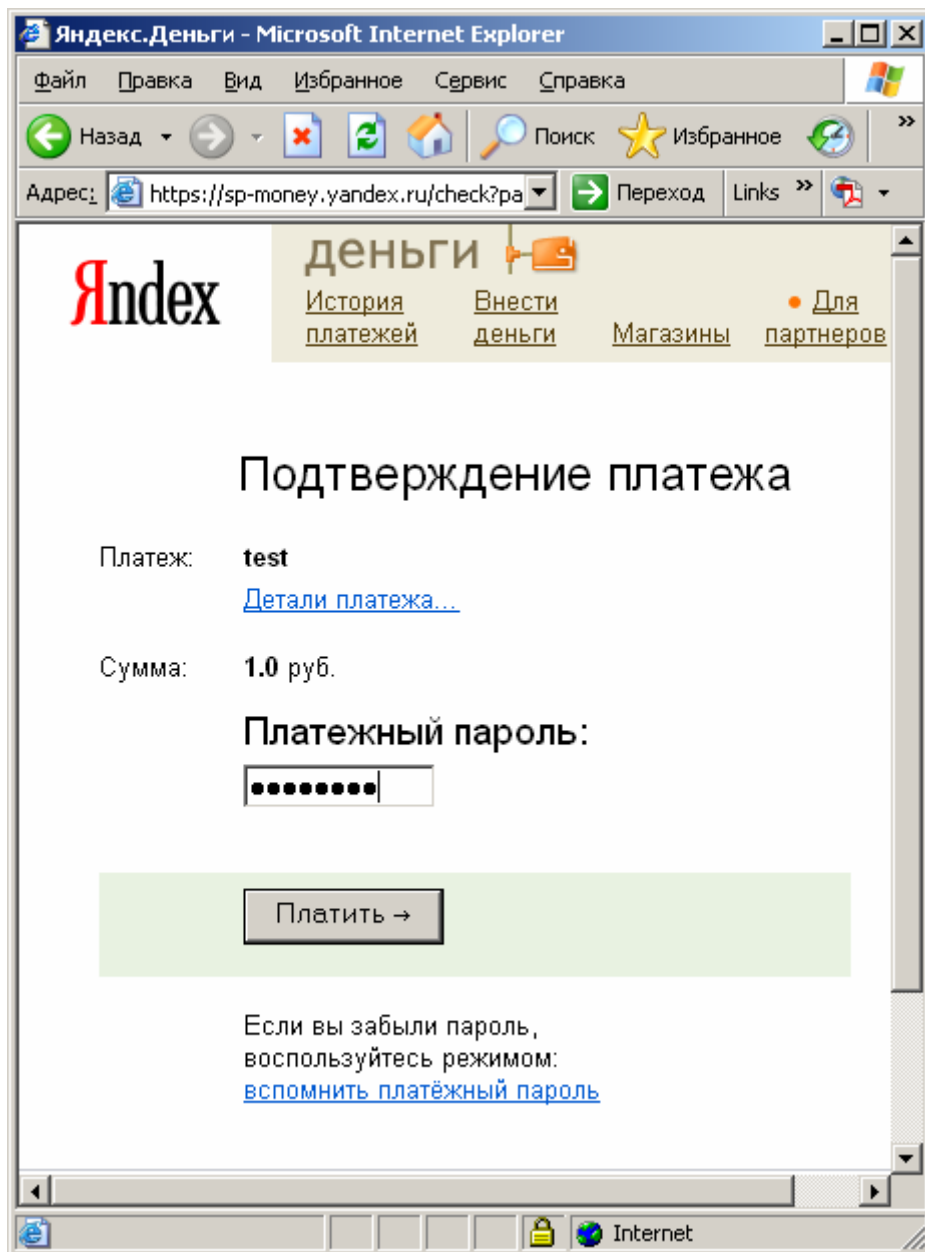 Яндекс.Деньги - Microsoft Internet Explorer
Файл Правка Вид Избранное Сервис Справка
Назад Поиск Избранное »
Адрес: https://sp-money.yandex.ru/check?pa Переход Links »
Яndex деньги
История платежей
Внести деньги
Магазины
• Для партнеров
Подтверждение платежа
Платеж: test
Детали платежа...
Сумма: 1.0 руб.
Платежный пароль:
••••••••
Платить →
Если вы забыли пароль,
воспользуйтесь режимом:
вспомнить платёжный пароль
Internet